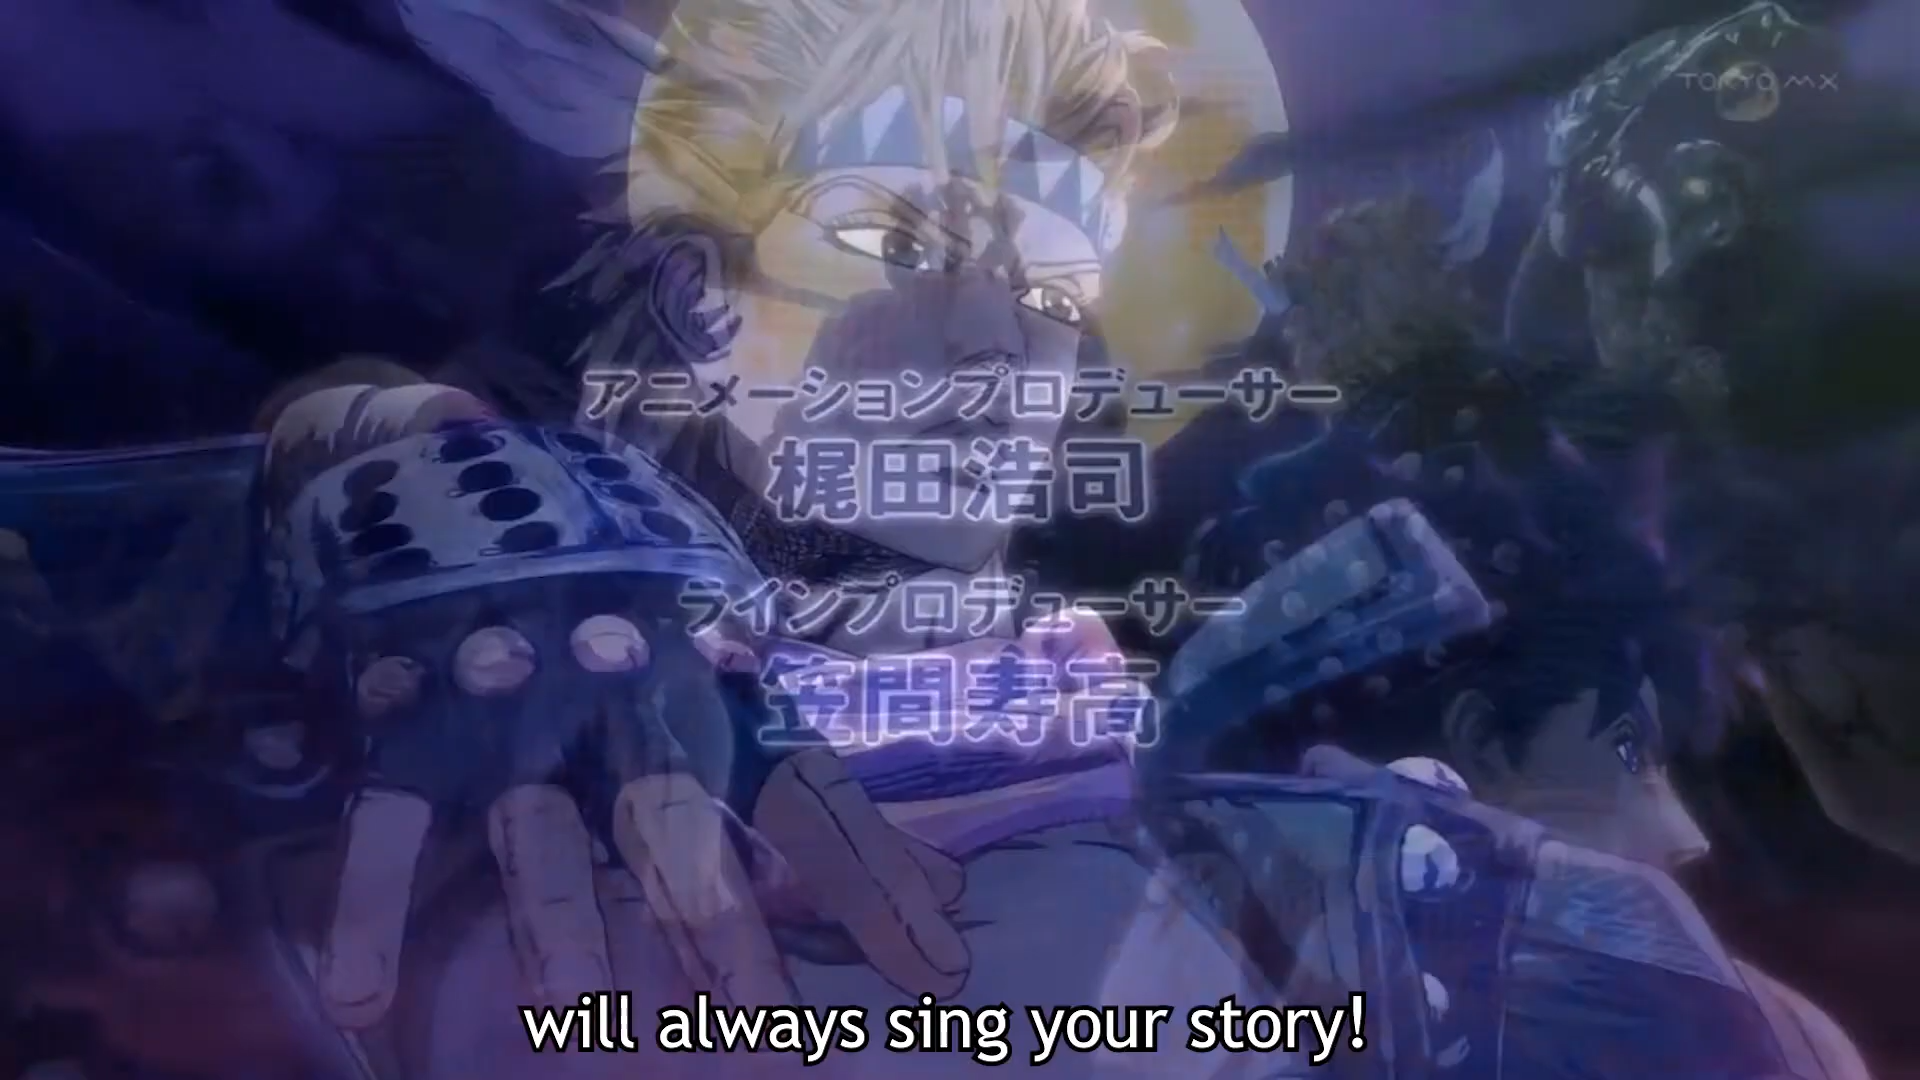 TOKYO MX
アニメーションプロデューサー
梶田浩司
ラインプロデューサー
笠間寿高
will always sing your story!